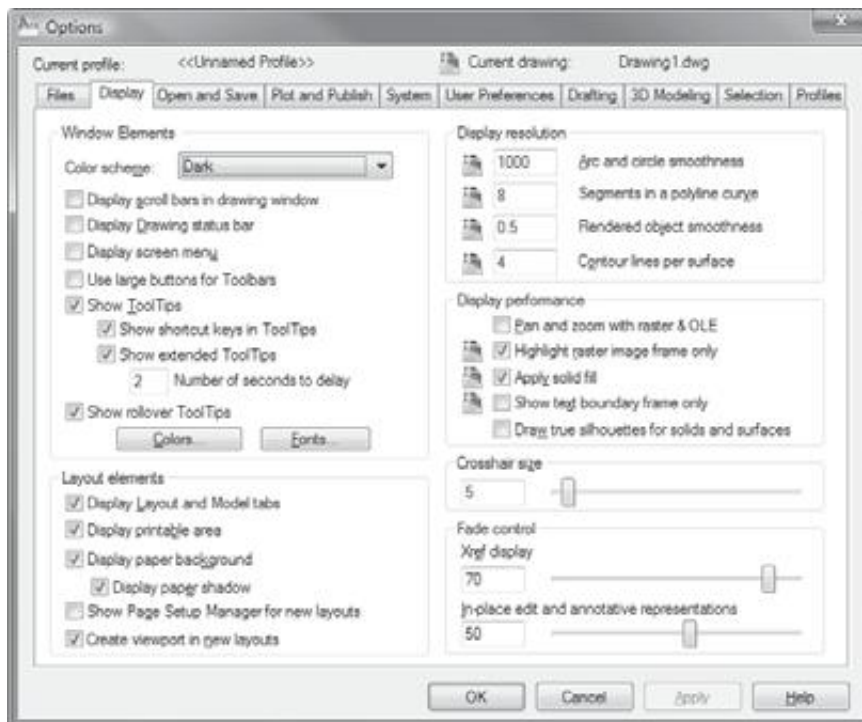 Options
Current profile: <<Unnamed Profile>> Current drawing: Drawing1.dwg
Files Display Open and Save Plot and Publish System User Preferences Drafting 3D Modeling Selection Profiles
Window Elements
Color scheme: Dark
Display scroll bars in drawing window
Display Drawing status bar
Display screen menu
Use large buttons for Toolbars
Show ToolTips
Show shortcut keys in ToolTips
Show extended ToolTips
2 Number of seconds to delay
Show rollover ToolTips
Colors... Fonts...
Layout elements
Display Layout and Model tabs
Display printable area
Display paper background
Display paper shadow
Show Page Setup Manager for new layouts
Create viewport in new layouts
Display resolution
1000 Arc and circle smoothness
8 Segments in a polyline curve
0.5 Rendered object smoothness
4 Contour lines per surface
Display performance
Pan and zoom with raster & OLE
Highlight raster image frame only
Apply solid fill
Show text boundary frame only
Draw true silhouettes for solids and surfaces
Crosshair size
5
Fade control
Xref display
70
In-place edit and annotative representations
50
OK Cancel Apply Help